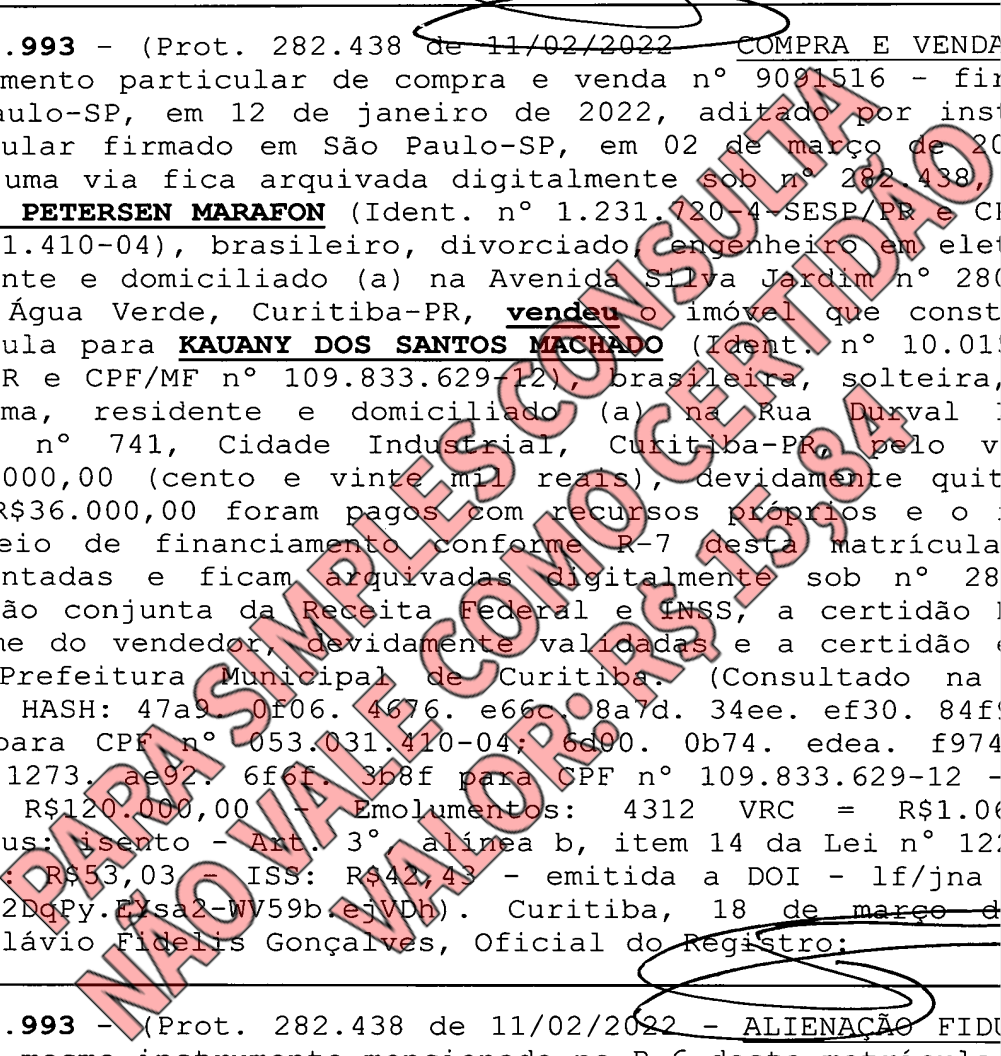 .993 - (Prot. 282.438 de 11/02/2022 COMPRA E VENDA
mento particular de compra e venda nº 9091516 - fir
aulo-SP, em 12 de janeiro de 2022, aditado por inst
ular firmado em São Paulo-SP, em 02 de março de 20
uma via fica arquivada digitalmente sob nº 282.438,
PETERSEN MARAFON (Ident. nº 1.231.720-4-SESP/PR e C
1.410-04), brasileiro, divorciado, engenheiro em elet
nte e domiciliado (a) na Avenida Silva Jardim nº 280
Água Verde, Curitiba-PR, vendeu o imóvel que const
ula para KAUANY DOS SANTOS MACHADO (Ident. nº 10.01
R e CPF/MF nº 109.833.629-12), brasileira, solteira,
ma, residente e domiciliado (a) na Rua Durval
nº 741, Cidade Industrial, Curitiba-PR, pelo v
000,00 (cento e vinte mil reais), devidamente quit
R$36.000,00 foram pagos com recursos próprios e o
eio de financiamento conforme R-7 desta matrícula
ntadas e ficam arquivadas digitalmente sob nº 28
ão conjunta da Receita Federal e INSS, a certidão
me do vendedor, devidamente validadas e a certidão
Prefeitura Municipal de Curitiba. (Consultado na
HASH: 47a9. 0f06. 4676. e66c. 8a7d. 34ee. ef30. 84f
para CPF nº 053.031.410-04; 6d00. 0b74. edea. f974
1273. ae92. 6f6f. 3b8f para CPF nº 109.833.629-12 -
R$120.000,00 - Emolumentos: 4312 VRC = R$1.06
us: isento - Art. 3º, alínea b, item 14 da Lei nº 122
: R$53,03 - ISS: R$42,43 - emitida a DOI - lf/jna
2DqPy.EYsa2-WV59b.ejVDh). Curitiba, 18 de março d
lávio Fidelis Gonçalves, Oficial do Registro:
.993 - (Prot. 282.438 de 11/02/2022 - ALIENAÇÃO FIDU
mesmo instrumento mencionado no R-6 desta matrícula
PARA SIMPLES CONSULTA
NÃO VALE COMO CERTIDÃO
VALOR: R$ 15,84